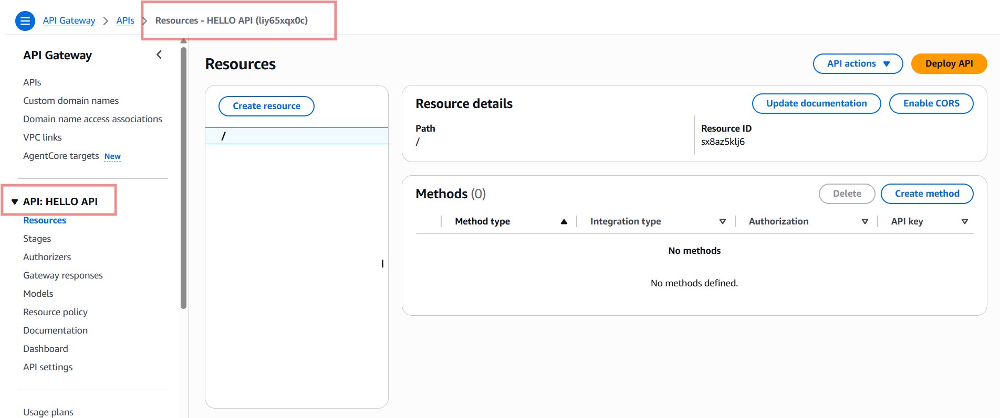 API Gateway > APIs > Resources - HELLO API (liy65xqx0c)
API Gateway
APIs
Custom domain names
Domain name access associations
VPC links
AgentCore targets New
API: HELLO API
Resources
Stages
Authorizers
Gateway responses
Models
Resource policy
Documentation
Dashboard
API settings
Usage plans
Resources
API actions
Deploy API
Create resource
/
Resource details
Update documentation
Enable CORS
Path
/
Resource ID
sx8az5klj6
Methods (0)
Delete
Create method
Method type
Integration type
Authorization
API key
No methods
No methods defined.